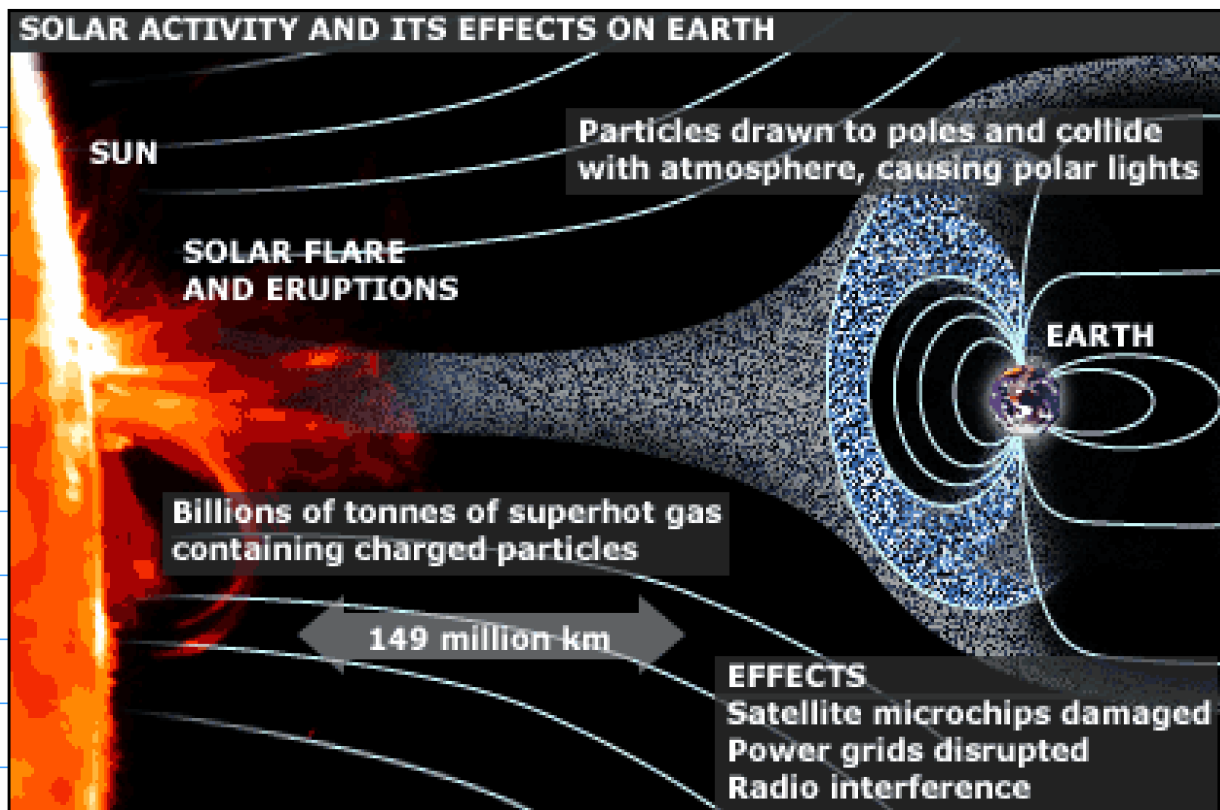 SOLAR ACTIVITY AND ITS EFFECTS ON EARTH
SUN
Particles drawn to poles and collide
with atmosphere, causing polar lights
SOLAR FLARE
AND ERUPTIONS
EARTH
Billions of tonnes of superhot gas
containing charged particles
149 million km
EFFECTS
Satellite microchips damaged
Power grids disrupted
Radio interference